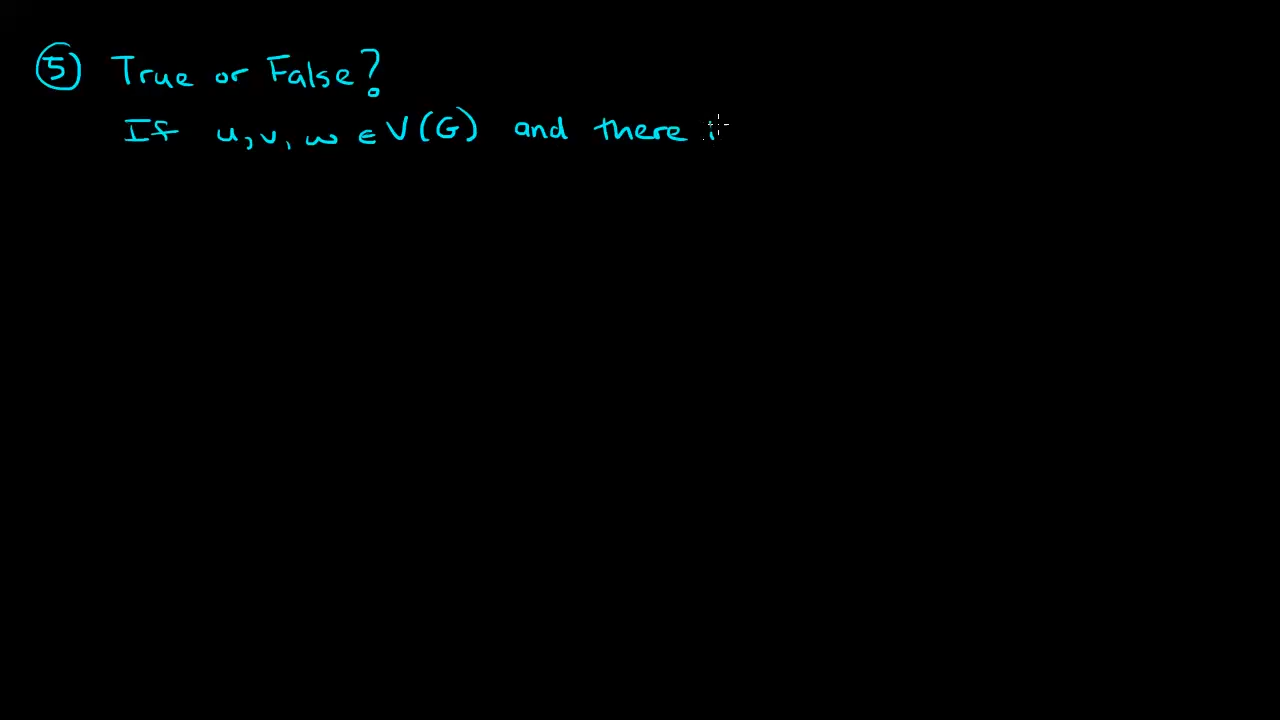 ⑤ True or False?
If u, v, w ∈ V(G) and there i